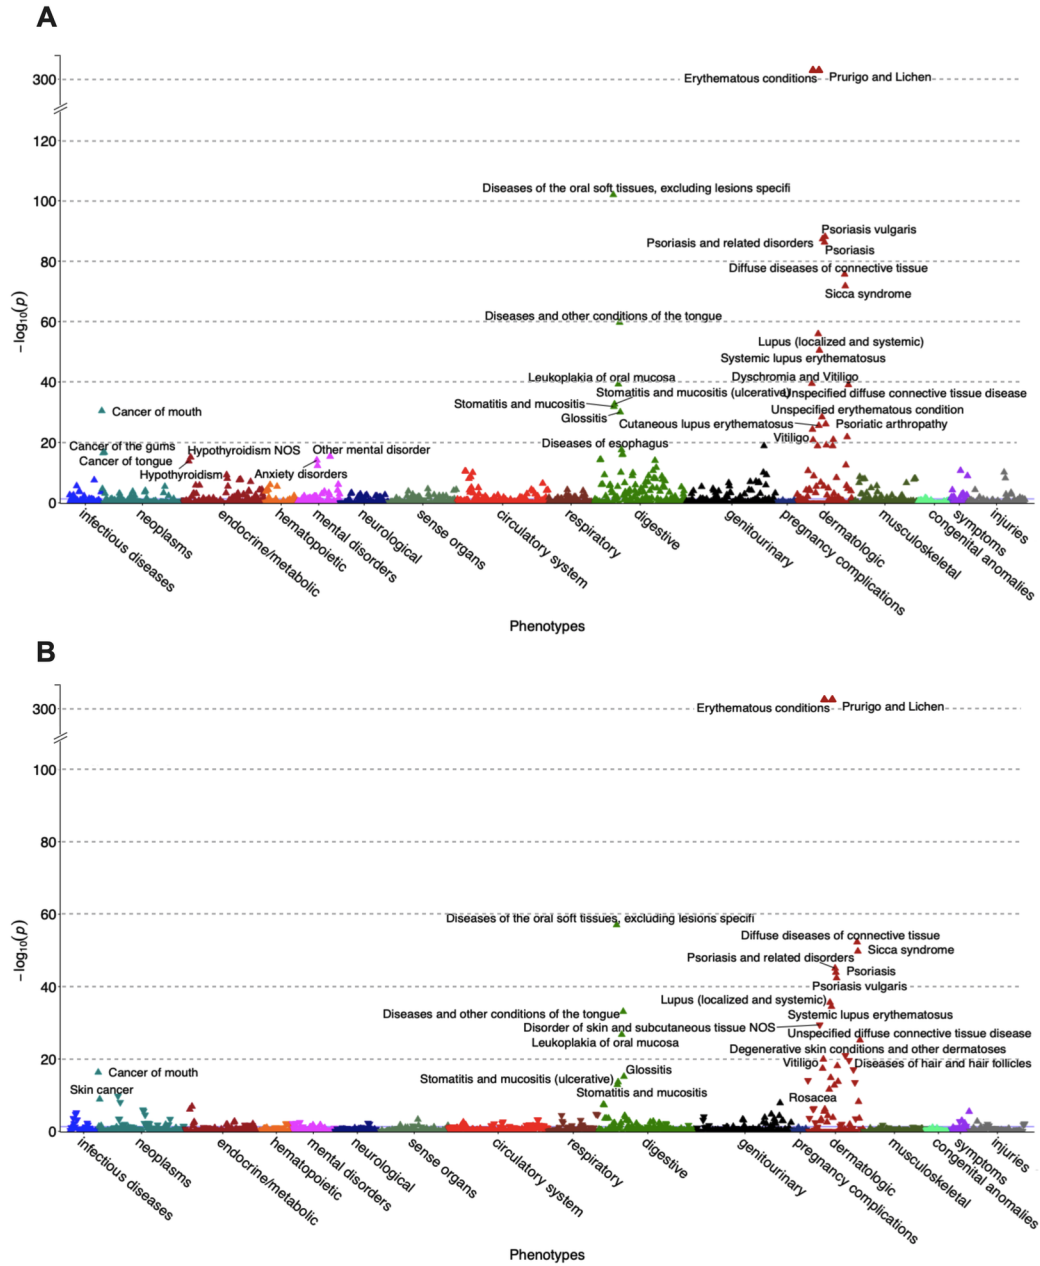 A
300
Erythematous conditions
Prurigo and Lichen
120
Diseases of the oral soft tissues, excluding lesions specifi
100
Psoriasis vulgaris
Psoriasis and related disorders
Psoriasis
80
Diffuse diseases of connective tissue
Sicca syndrome
Diseases and other conditions of the tongue
60
Lupus (localized and systemic)
Systemic lupus erythematosus
Leukoplakia of oral mucosa
Dyschromia and Vitiligo
40
Stomatitis and mucositis (ulcerative)
Unspecified diffuse connective tissue disease
Stomatitis and mucositis
Cancer of mouth
Unspecified erythematous condition
Glossitis
Cutaneous lupus erythematosus
Psoriatic arthropathy
Vitiligo
20
Diseases of esophagus
Cancer of the gums
Hypothyroidism NOS
Other mental disorder
Cancer of tongue
Hypothyroidism
Anxiety disorders
0
−log10(p)
infectious diseases
neoplasms
endocrine/metabolic
hematopoietic
mental disorders
neurological
sense organs
circulatory system
respiratory
digestive
genitourinary
pregnancy complications
dermatologic
musculoskeletal
congenital anomalies
symptoms
injuries
Phenotypes
B
300
Erythematous conditions
Prurigo and Lichen
100
80
60
Diseases of the oral soft tissues, excluding lesions specifi
Diffuse diseases of connective tissue
Sicca syndrome
Psoriasis and related disorders
Psoriasis
Psoriasis vulgaris
40
Lupus (localized and systemic)
Diseases and other conditions of the tongue
Systemic lupus erythematosus
Disorder of skin and subcutaneous tissue NOS
Unspecified diffuse connective tissue disease
Leukoplakia of oral mucosa
Degenerative skin conditions and other dermatoses
20
Vitiligo
Diseases of hair and hair follicles
Glossitis
Cancer of mouth
Stomatitis and mucositis (ulcerative)
Skin cancer
Stomatitis and mucositis
Rosacea
0
−log10(p)
infectious diseases
neoplasms
endocrine/metabolic
hematopoietic
mental disorders
neurological
sense organs
circulatory system
respiratory
digestive
genitourinary
pregnancy complications
dermatologic
musculoskeletal
congenital anomalies
symptoms
injuries
Phenotypes